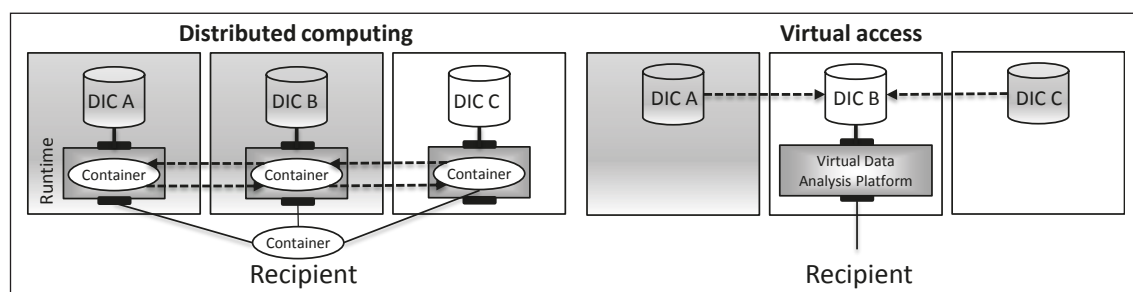 Distributed computing
Virtual access
DIC A
DIC B
DIC C
DIC A
DIC B
DIC C
Runtime
Container
Container
Container
Virtual Data
Analysis Platform
Container
Recipient
Recipient